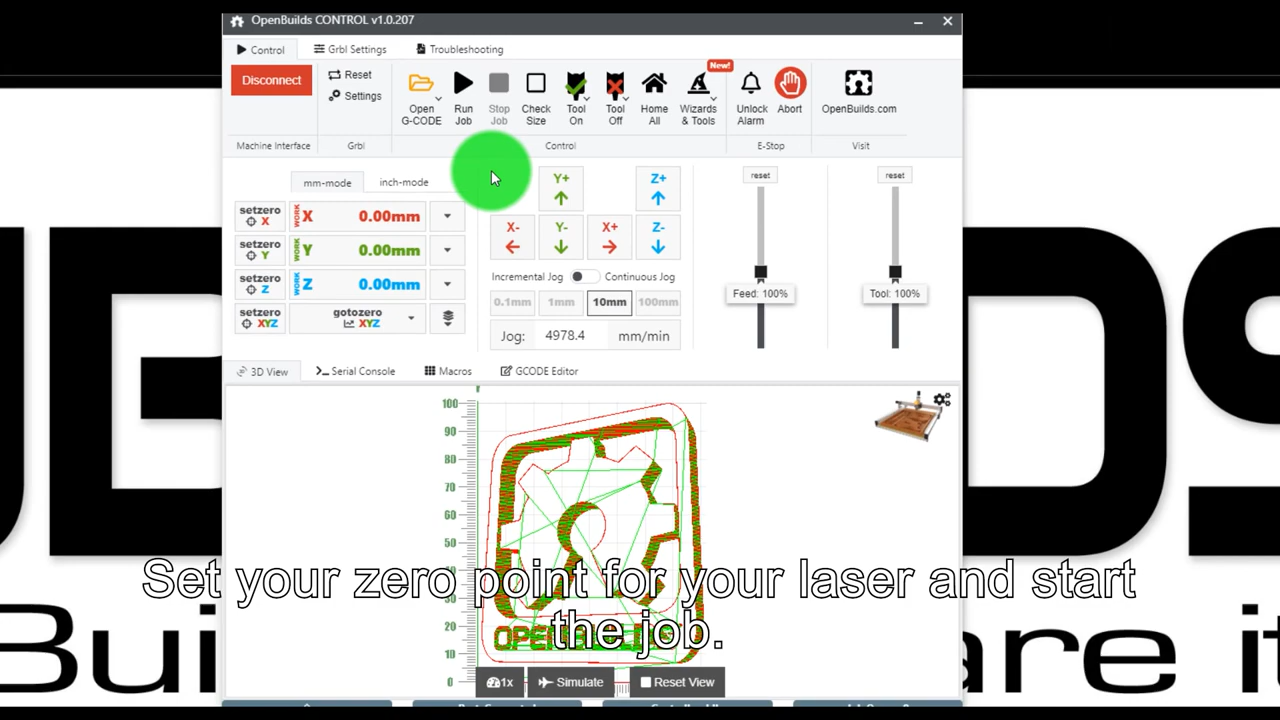 OpenBuilds CONTROL v1.0.207
Control
Grbl Settings
Troubleshooting
Disconnect
Reset
Settings
Open G-CODE
Run Job
Stop Job
Check Size
Tool On
Tool Off
Home All
New!
Wizards & Tools
Unlock Alarm
Abort
OpenBuilds.com
Machine Interface
Grbl
Control
E-Stop
Visit
mm-mode
inch-mode
setzero X
WORK X 0.00mm
setzero Y
WORK Y 0.00mm
setzero Z
WORK Z 0.00mm
setzero XYZ
gotozero XYZ
Y+
Z+
X-
Y-
X+
Z-
Incremental Jog
Continuous Jog
0.1mm
1mm
10mm
100mm
Jog: 4978.4 mm/min
reset
reset
Feed: 100%
Tool: 100%
3D View
Serial Console
Macros
GCODE Editor
100
90
80
70
60
50
40
30
20
10
0
Set your zero point for your laser and start
the job.
1x
Simulate
Reset View